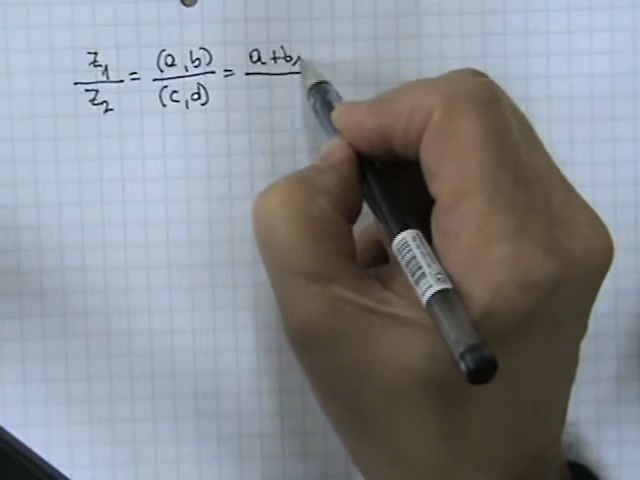 z₁/z₂ = (a,b)/(c,d) = a+b